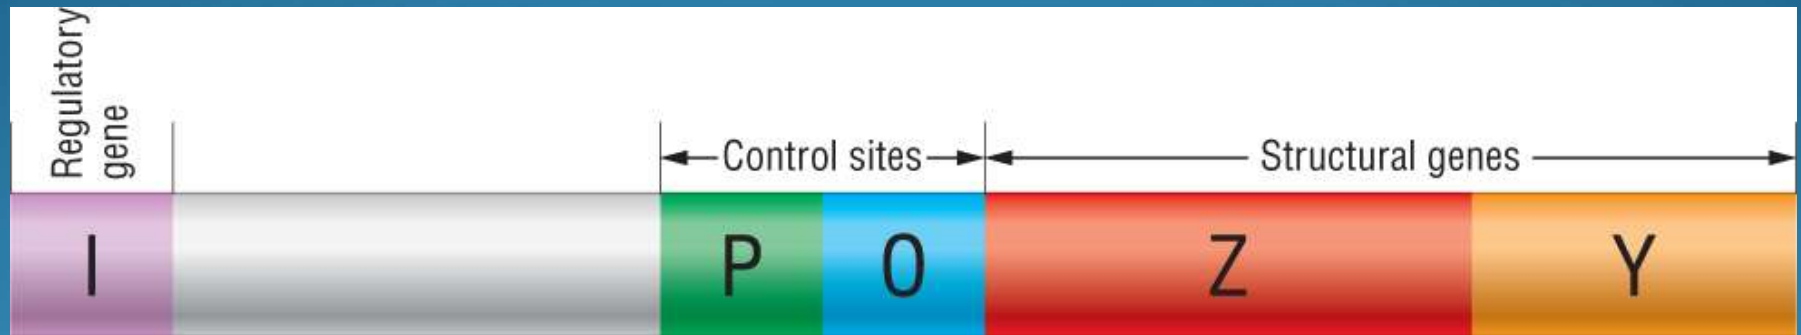 Regulatory
gene
Control sites
Structural genes
I
P
O
Z
Y